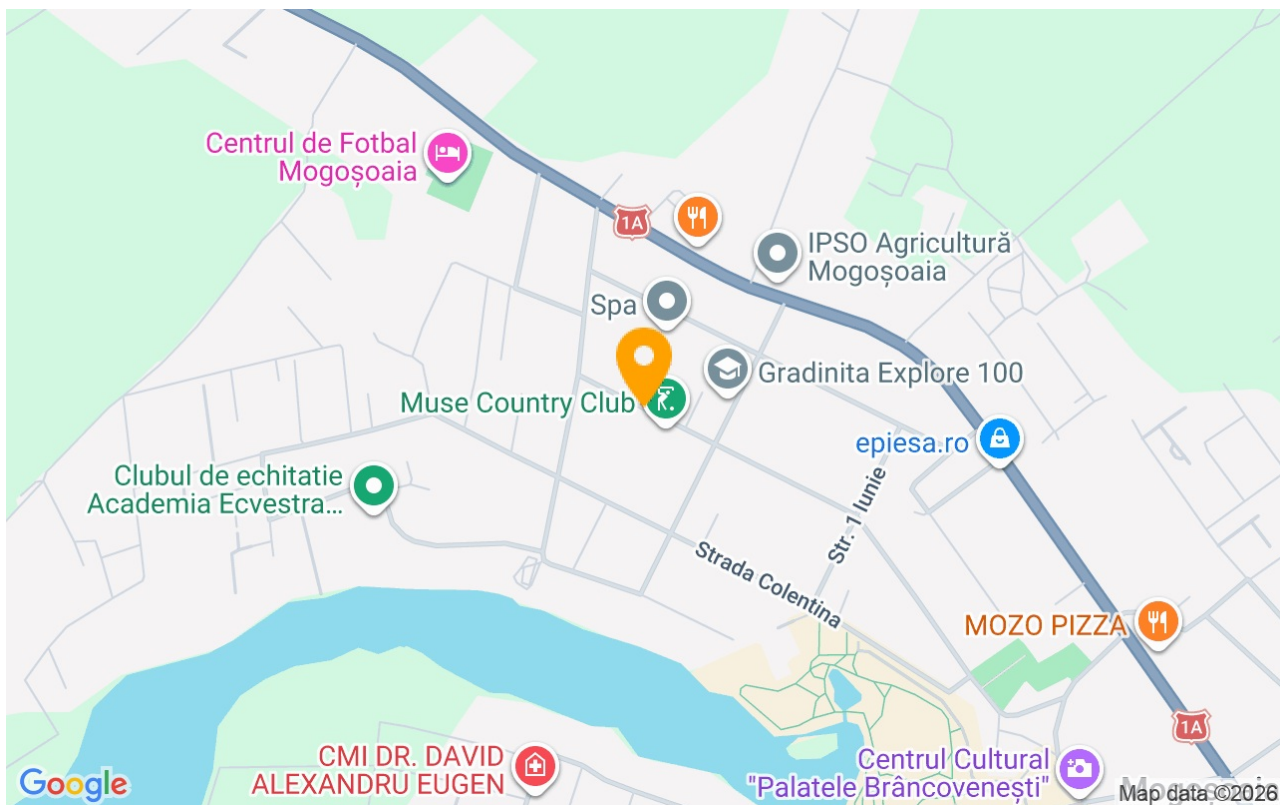 Centrul de Fotbal
Mogoșoaia
1A
IPSO Agricultură
Mogoșoaia
Spa
Gradinita Explore 100
Muse Country Club
epiesa.ro
Clubul de echitatie
Academia Ecvestra...
Str. 1 Iunie
Strada Colentina
MOZO PIZZA
1A
CMI DR. DAVID
ALEXANDRU EUGEN
Centrul Cultural
"Palatele Brâncovenești"
Google
Map data ©2026